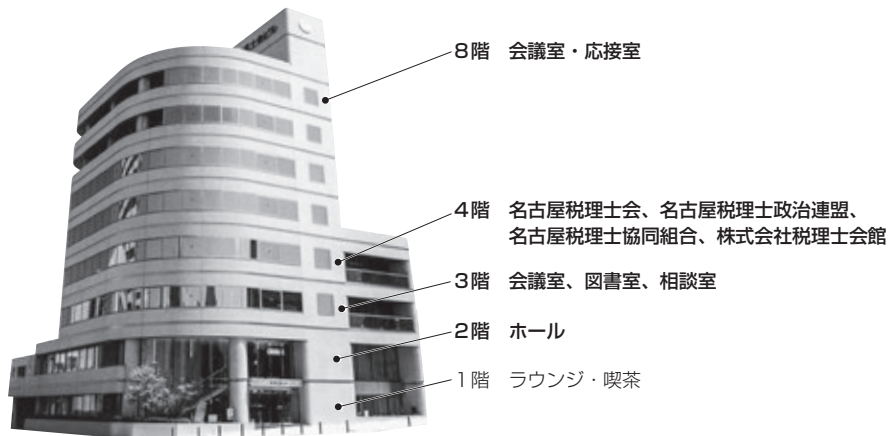 8階 会議室・応接室
4階 名古屋税理士会、名古屋税理士政治連盟、
名古屋税理士協同組合、株式会社税理士会館
3階 会議室、図書室、相談室
2階 ホール
1階 ラウンジ・喫茶